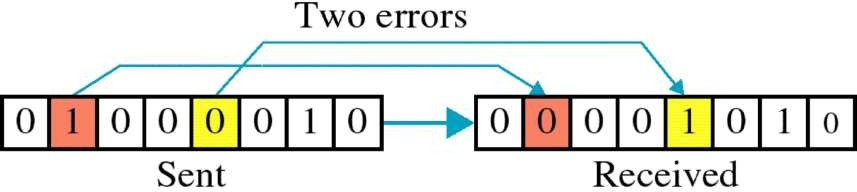 Two errors
0 1 0 0 0 0 1 0 0 0 0 0 1 0 1 0
Sent Received